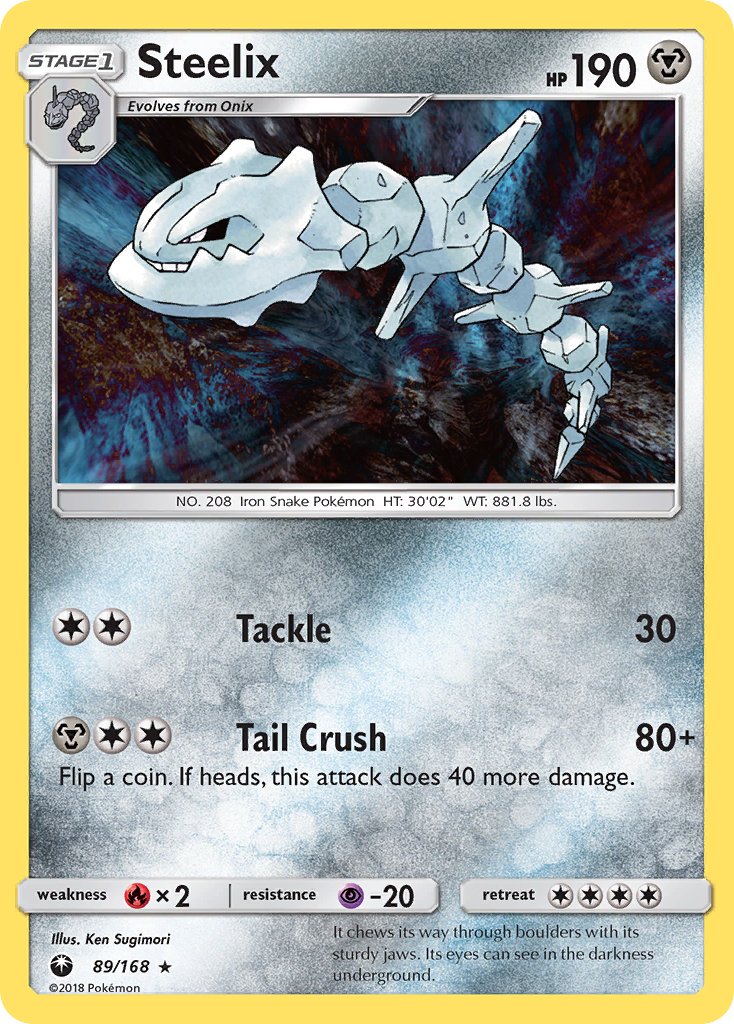 STAGE1
Steelix
HP 190
Evolves from Onix
NO. 208 Iron Snake Pokémon HT: 30'02" WT: 881.8 lbs.
Tackle 30
Tail Crush 80+
Flip a coin. If heads, this attack does 40 more damage.
weakness ×2 resistance -20 retreat
Illus. Ken Sugimori
89/168 ★
©2018 Pokémon
It chews its way through boulders with its
sturdy jaws. Its eyes can see in the darkness
underground.